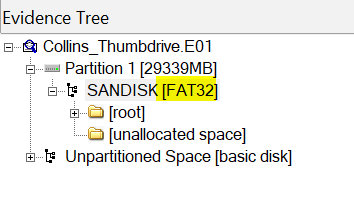 Evidence Tree
Collins_Thumbdrive.E01
Partition 1 [29339MB]
SANDISK [FAT32]
[root]
[unallocated space]
Unpartitioned Space [basic disk]